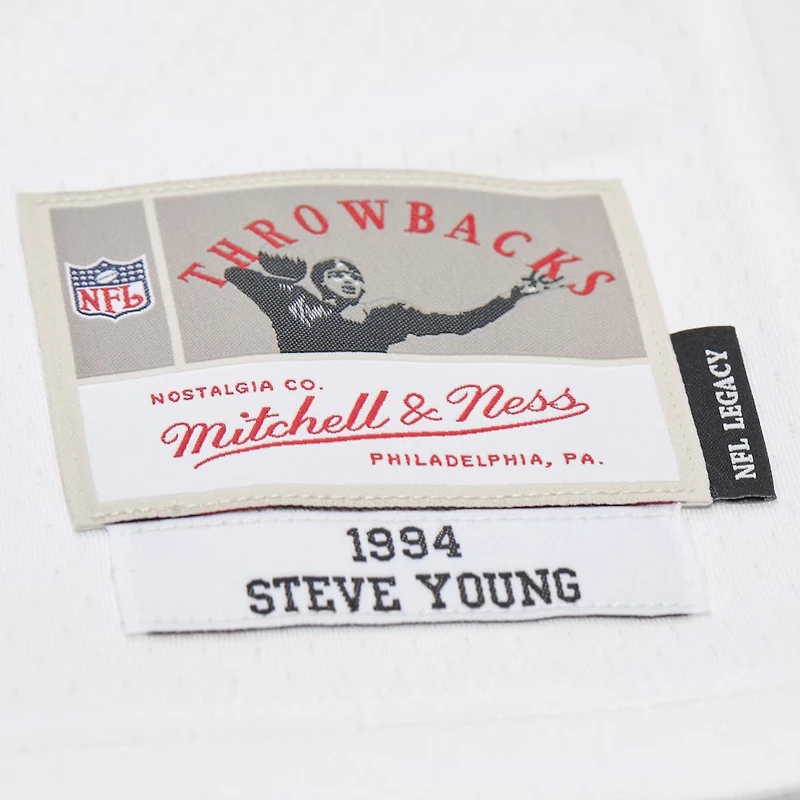 THROWBACKS
NFL
NOSTALGIA CO.
Mitchell & Ness
PHILADELPHIA, PA.
NFL LEGACY
1994
STEVE YOUNG